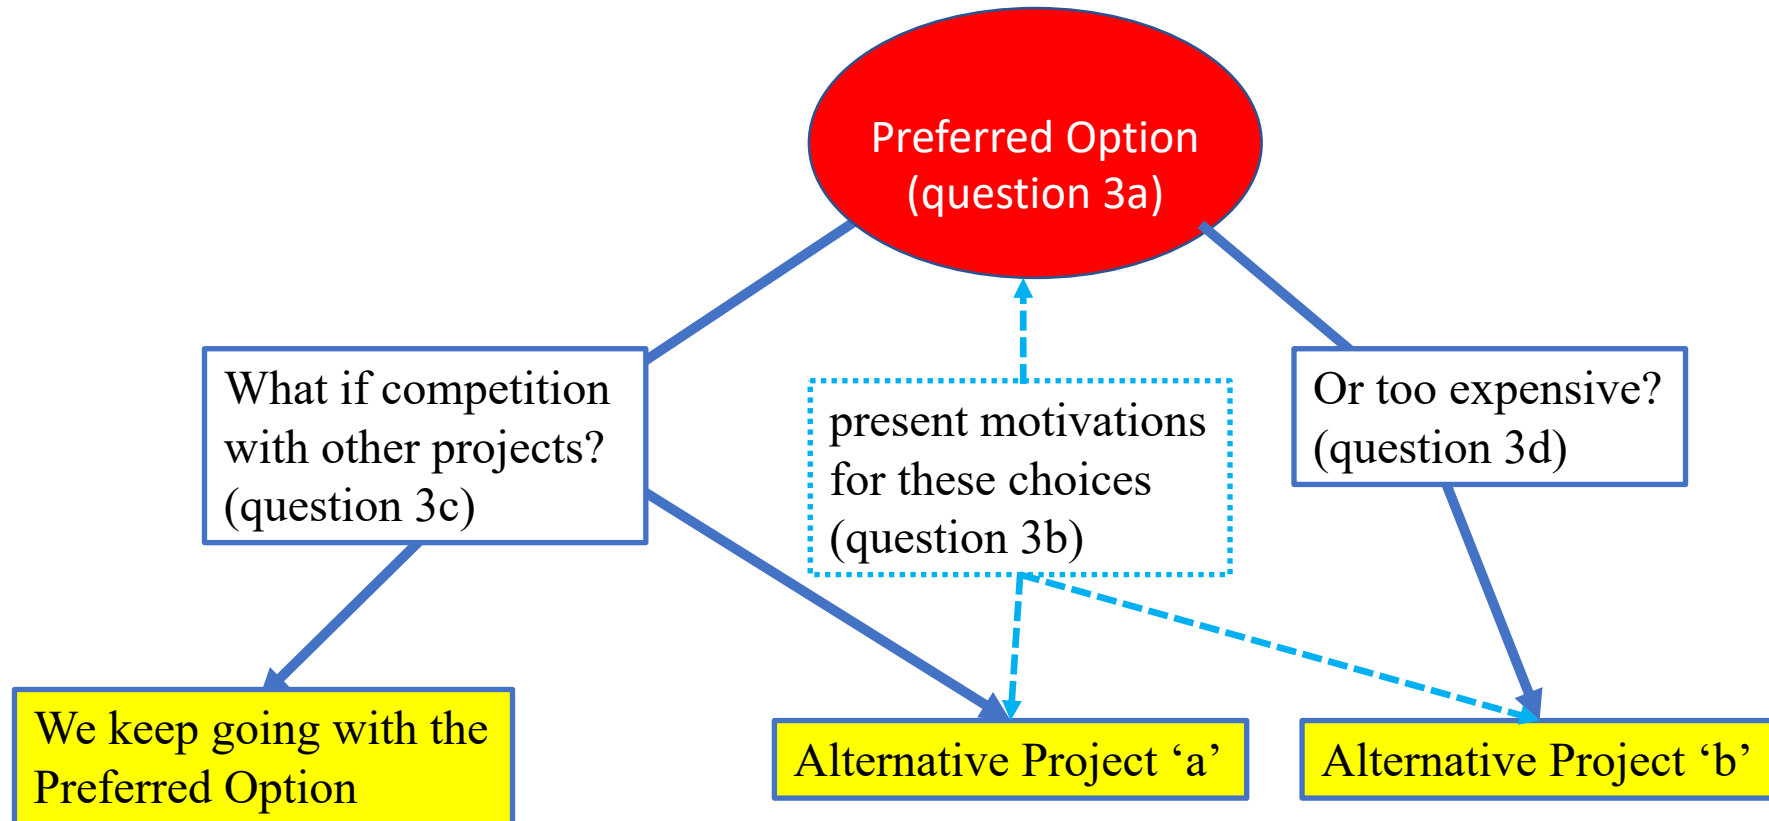 Preferred Option
(question 3a)
What if competition
with other projects?
(question 3c)
present motivations
for these choices
(question 3b)
Or too expensive?
(question 3d)
We keep going with the
Preferred Option
Alternative Project ‘a’
Alternative Project ‘b’